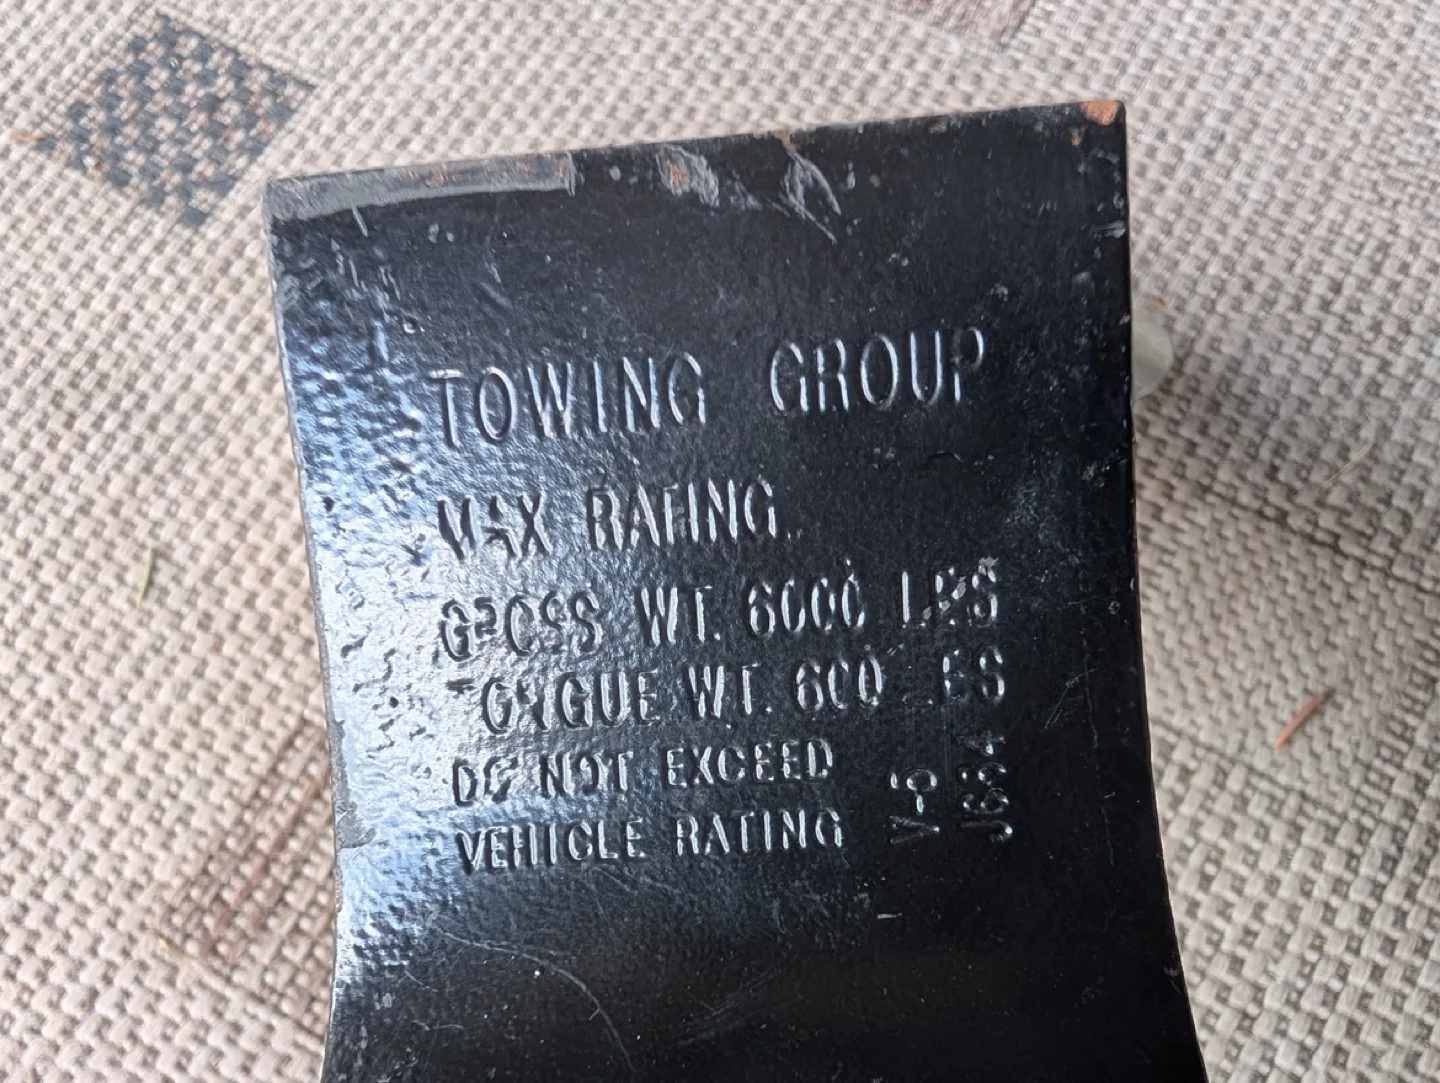 TOWING GROUP
MAX RATING
GROSS WT. 6000 LBS
TONGUE WT. 600 LBS
DO NOT EXCEED
VEHICLE RATING
V-5
J684